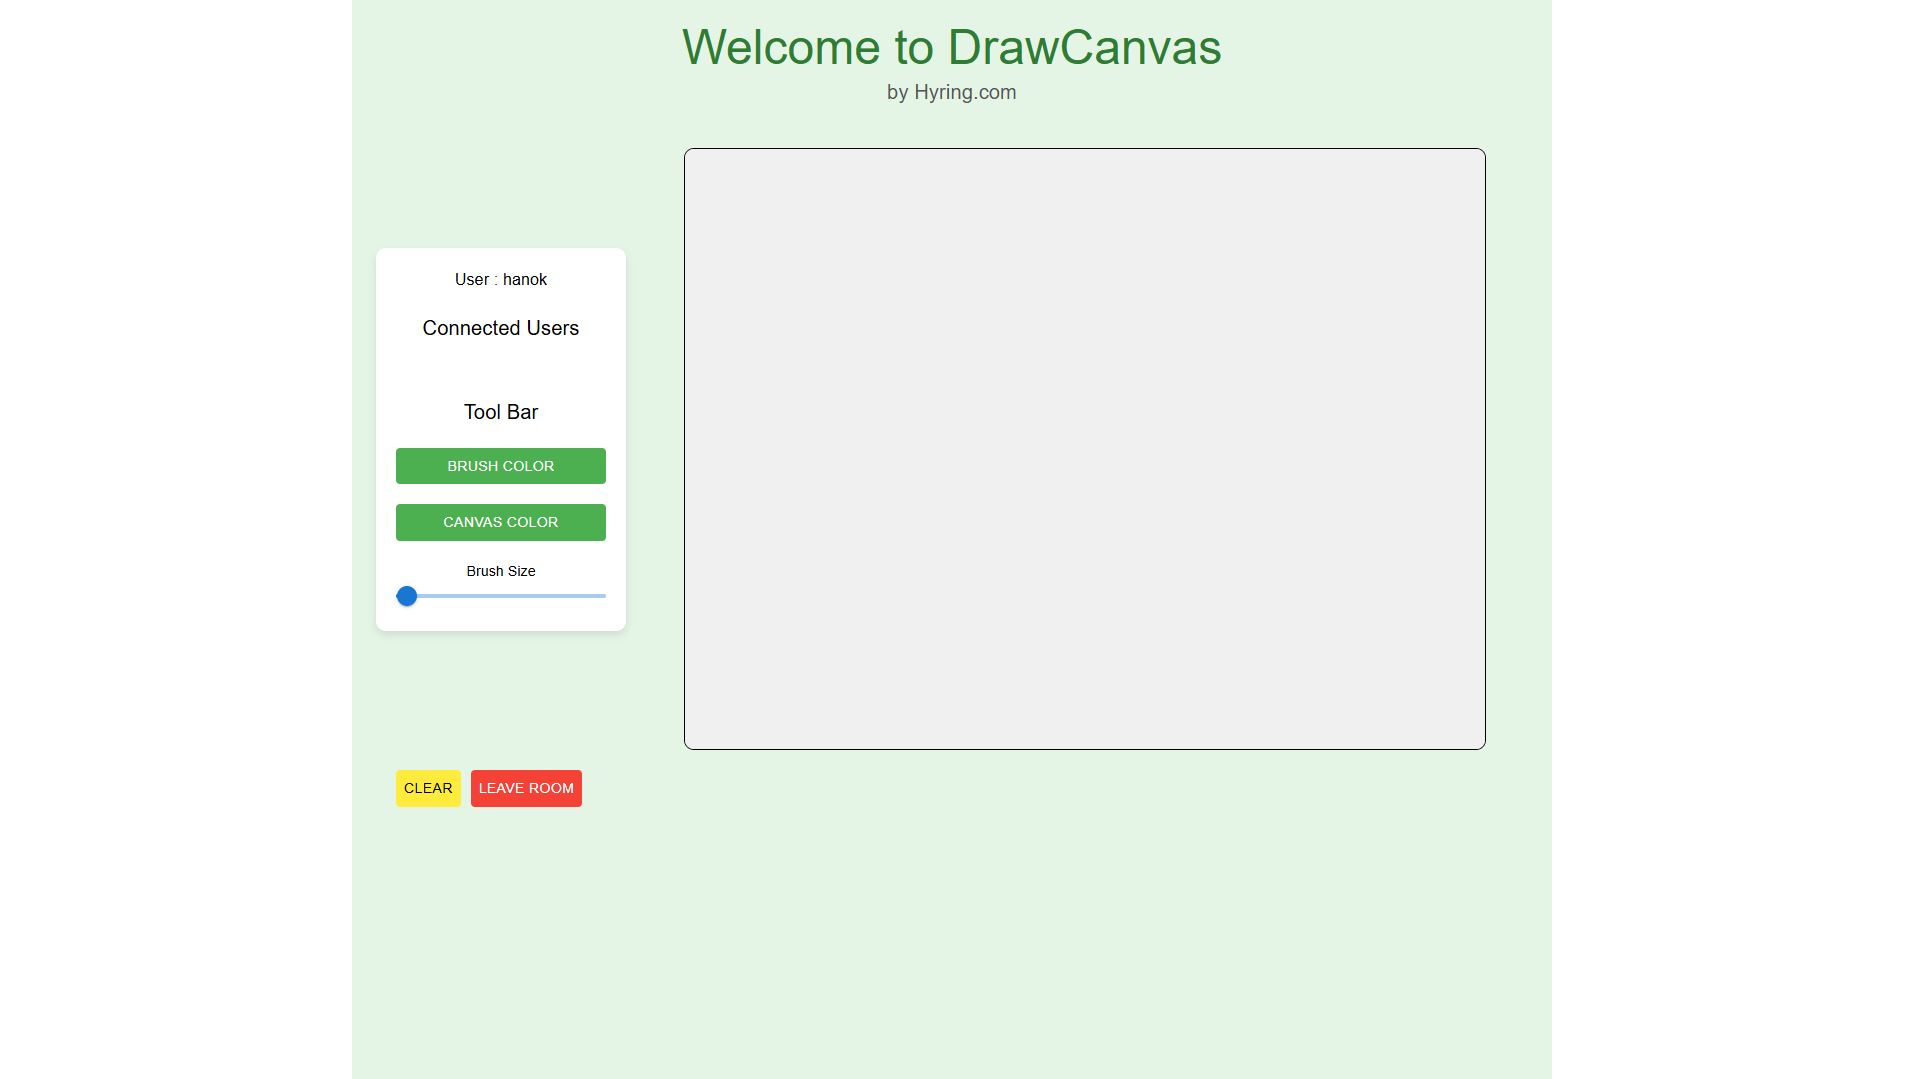 Welcome to DrawCanvas
by Hyring.com
User : hanok
Connected Users
Tool Bar
BRUSH COLOR
CANVAS COLOR
Brush Size
CLEAR
LEAVE ROOM